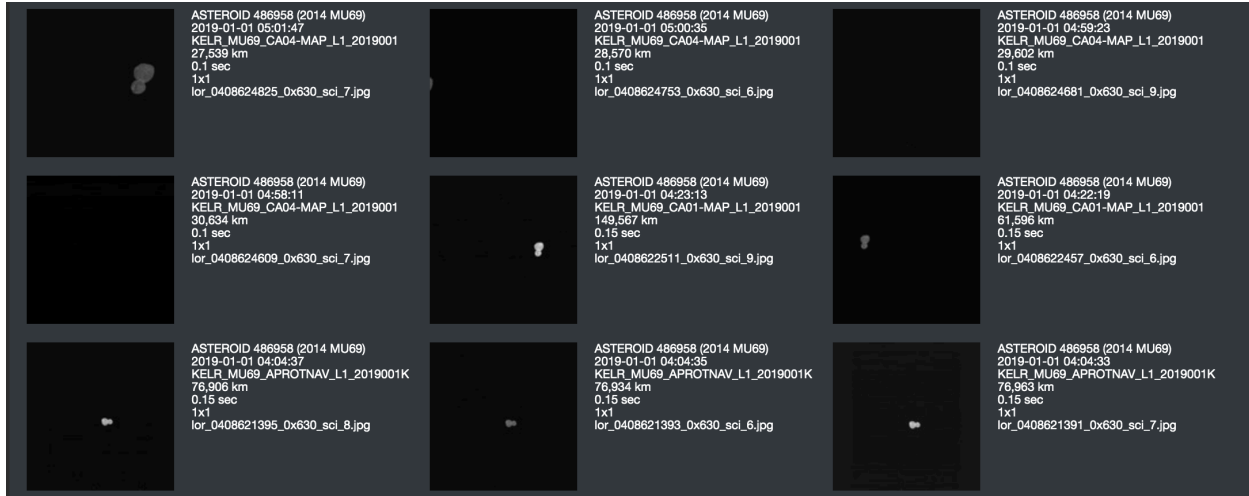 ASTEROID 486958 (2014 MU69)
2019-01-01 05:01:47
KELR_MU69_CA04-MAP_L1_2019001
27,539 km
0.1 sec
1x1
lor_0408624825_0x630_sci_7.jpg
ASTEROID 486958 (2014 MU69)
2019-01-01 05:00:35
KELR_MU69_CA04-MAP_L1_2019001
28,570 km
0.1 sec
1x1
lor_0408624753_0x630_sci_6.jpg
ASTEROID 486958 (2014 MU69)
2019-01-01 04:59:23
KELR_MU69_CA04-MAP_L1_2019001
29,602 km
0.1 sec
1x1
lor_0408624681_0x630_sci_9.jpg
ASTEROID 486958 (2014 MU69)
2019-01-01 04:58:11
KELR_MU69_CA04-MAP_L1_2019001
30,634 km
0.1 sec
1x1
lor_0408624609_0x630_sci_7.jpg
ASTEROID 486958 (2014 MU69)
2019-01-01 04:23:13
KELR_MU69_CA01-MAP_L1_2019001
149,567 km
0.15 sec
1x1
lor_0408622511_0x630_sci_9.jpg
ASTEROID 486958 (2014 MU69)
2019-01-01 04:22:19
KELR_MU69_CA01-MAP_L1_2019001
61,596 km
0.15 sec
1x1
lor_0408622457_0x630_sci_6.jpg
ASTEROID 486958 (2014 MU69)
2019-01-01 04:04:37
KELR_MU69_APROTNAV_L1_2019001K
76,906 km
0.15 sec
1x1
lor_0408621395_0x630_sci_8.jpg
ASTEROID 486958 (2014 MU69)
2019-01-01 04:04:35
KELR_MU69_APROTNAV_L1_2019001K
76,934 km
0.15 sec
1x1
lor_0408621393_0x630_sci_6.jpg
ASTEROID 486958 (2014 MU69)
2019-01-01 04:04:33
KELR_MU69_APROTNAV_L1_2019001K
76,963 km
0.15 sec
1x1
lor_0408621391_0x630_sci_7.jpg